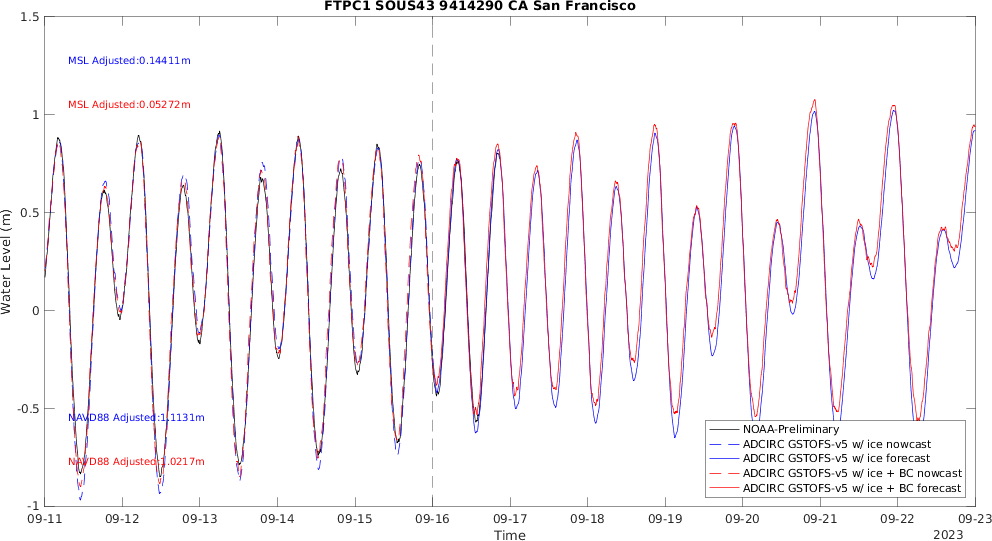 FTPC1 SOUS43 9414290 CA San Francisco
1.5
MSL Adjusted:0.14411m
MSL Adjusted:0.05272m
1
0.5
Water Level (m)
0
-0.5
NAVD88 Adjusted:1.1131m
NAVD88 Adjusted:1.0217m
-1
NOAA-Preliminary
ADCIRC GSTOFS-v5 w/ ice nowcast
ADCIRC GSTOFS-v5 w/ ice forecast
ADCIRC GSTOFS-v5 w/ ice + BC nowcast
ADCIRC GSTOFS-v5 w/ ice + BC forecast
09-11 09-12 09-13 09-14 09-15 09-16 09-17 09-18 09-19 09-20 09-21 09-22 09-23
Time
2023